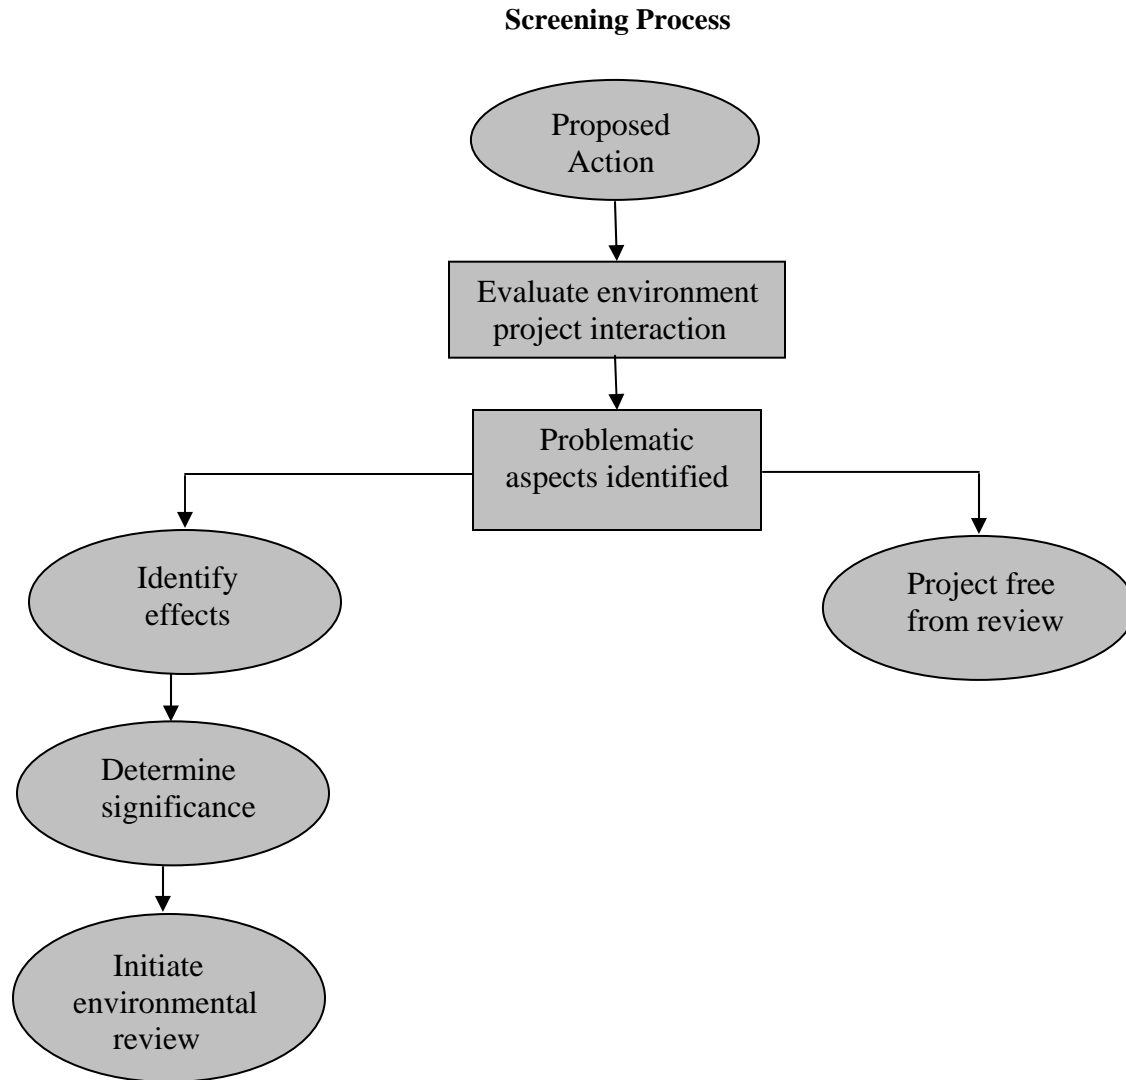 Screening Process
Proposed
Action
Evaluate environment
project interaction
Problematic
aspects identified
Identify
effects
Project free
from review
Determine
significance
Initiate
environmental
review